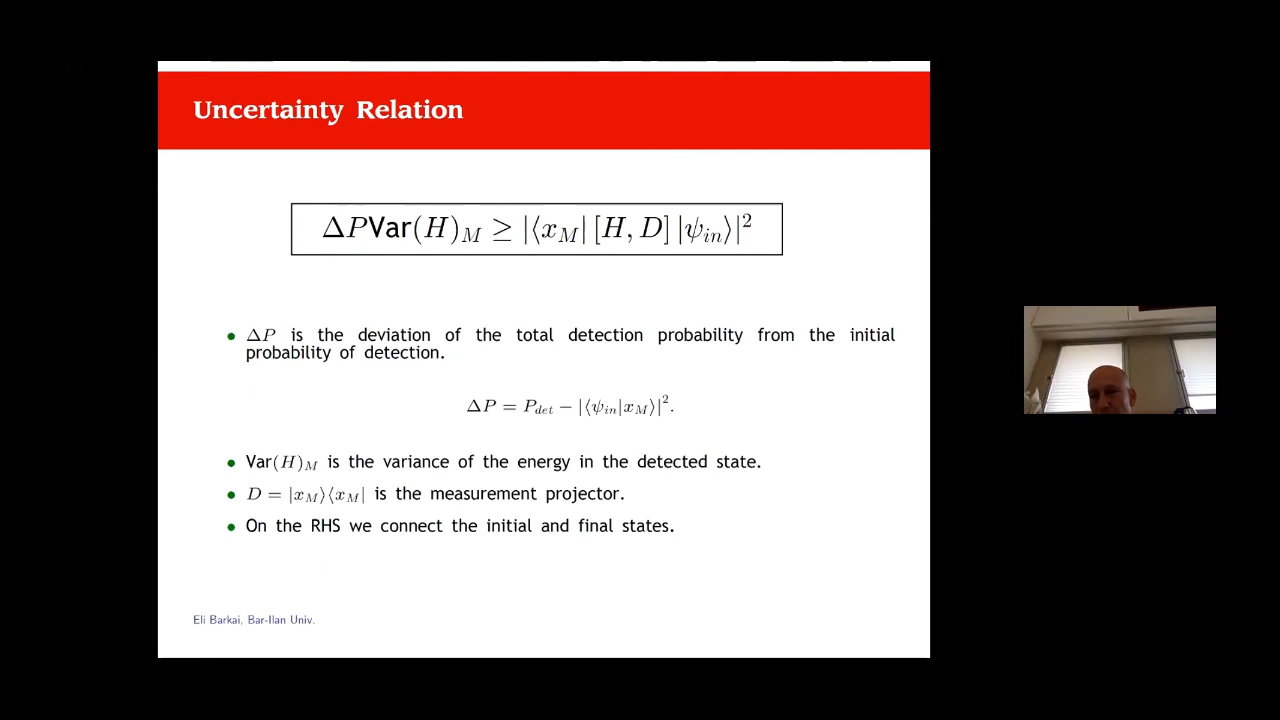 Uncertainty Relation
ΔPVar(H)_M ≥ |⟨x_M| [H, D] |ψ_in⟩|²
• ΔP is the deviation of the total detection probability from the initial
probability of detection.
ΔP = P_det − |⟨ψ_in|x_M⟩|².
• Var(H)_M is the variance of the energy in the detected state.
• D = |x_M⟩⟨x_M| is the measurement projector.
• On the RHS we connect the initial and final states.
Eli Barkai, Bar-Ilan Univ.